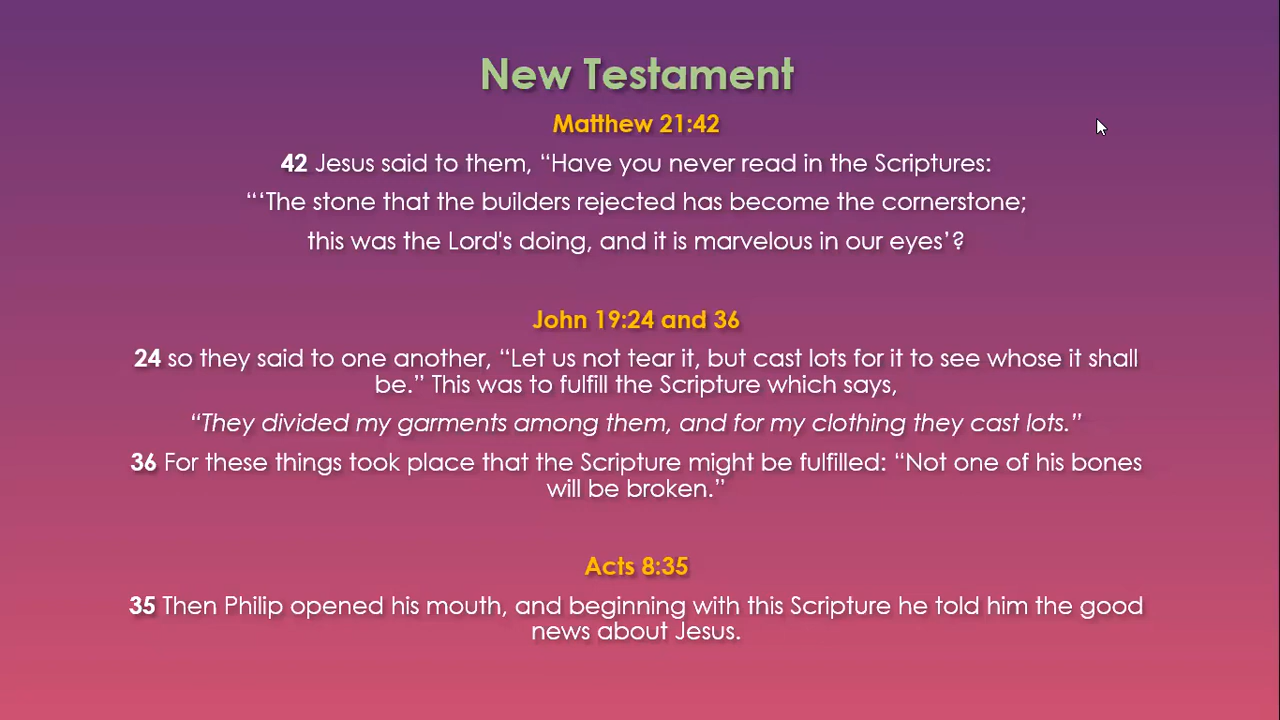 New Testament
Matthew 21:42
42 Jesus said to them, “Have you never read in the Scriptures:
“‘The stone that the builders rejected has become the cornerstone;
this was the Lord's doing, and it is marvelous in our eyes’?
John 19:24 and 36
24 so they said to one another, “Let us not tear it, but cast lots for it to see whose it shall
be.” This was to fulfill the Scripture which says,
“They divided my garments among them, and for my clothing they cast lots.”
36 For these things took place that the Scripture might be fulfilled: “Not one of his bones
will be broken.”
Acts 8:35
35 Then Philip opened his mouth, and beginning with this Scripture he told him the good
news about Jesus.